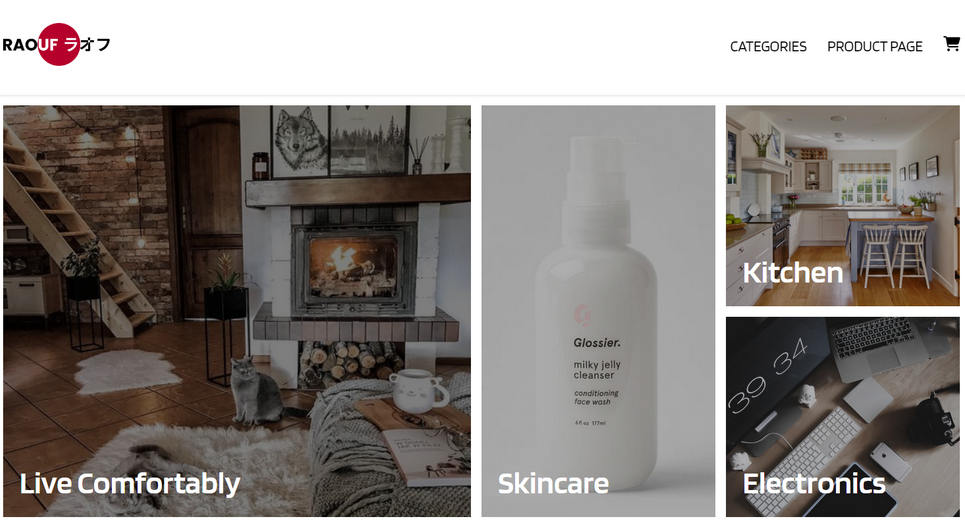 RAOUF ラオフ
CATEGORIES
PRODUCT PAGE
Live Comfortably
Glossier.
milky jelly
cleanser
conditioning
face wash
6 fl oz 177ml
Skincare
Kitchen
39 34
Electronics